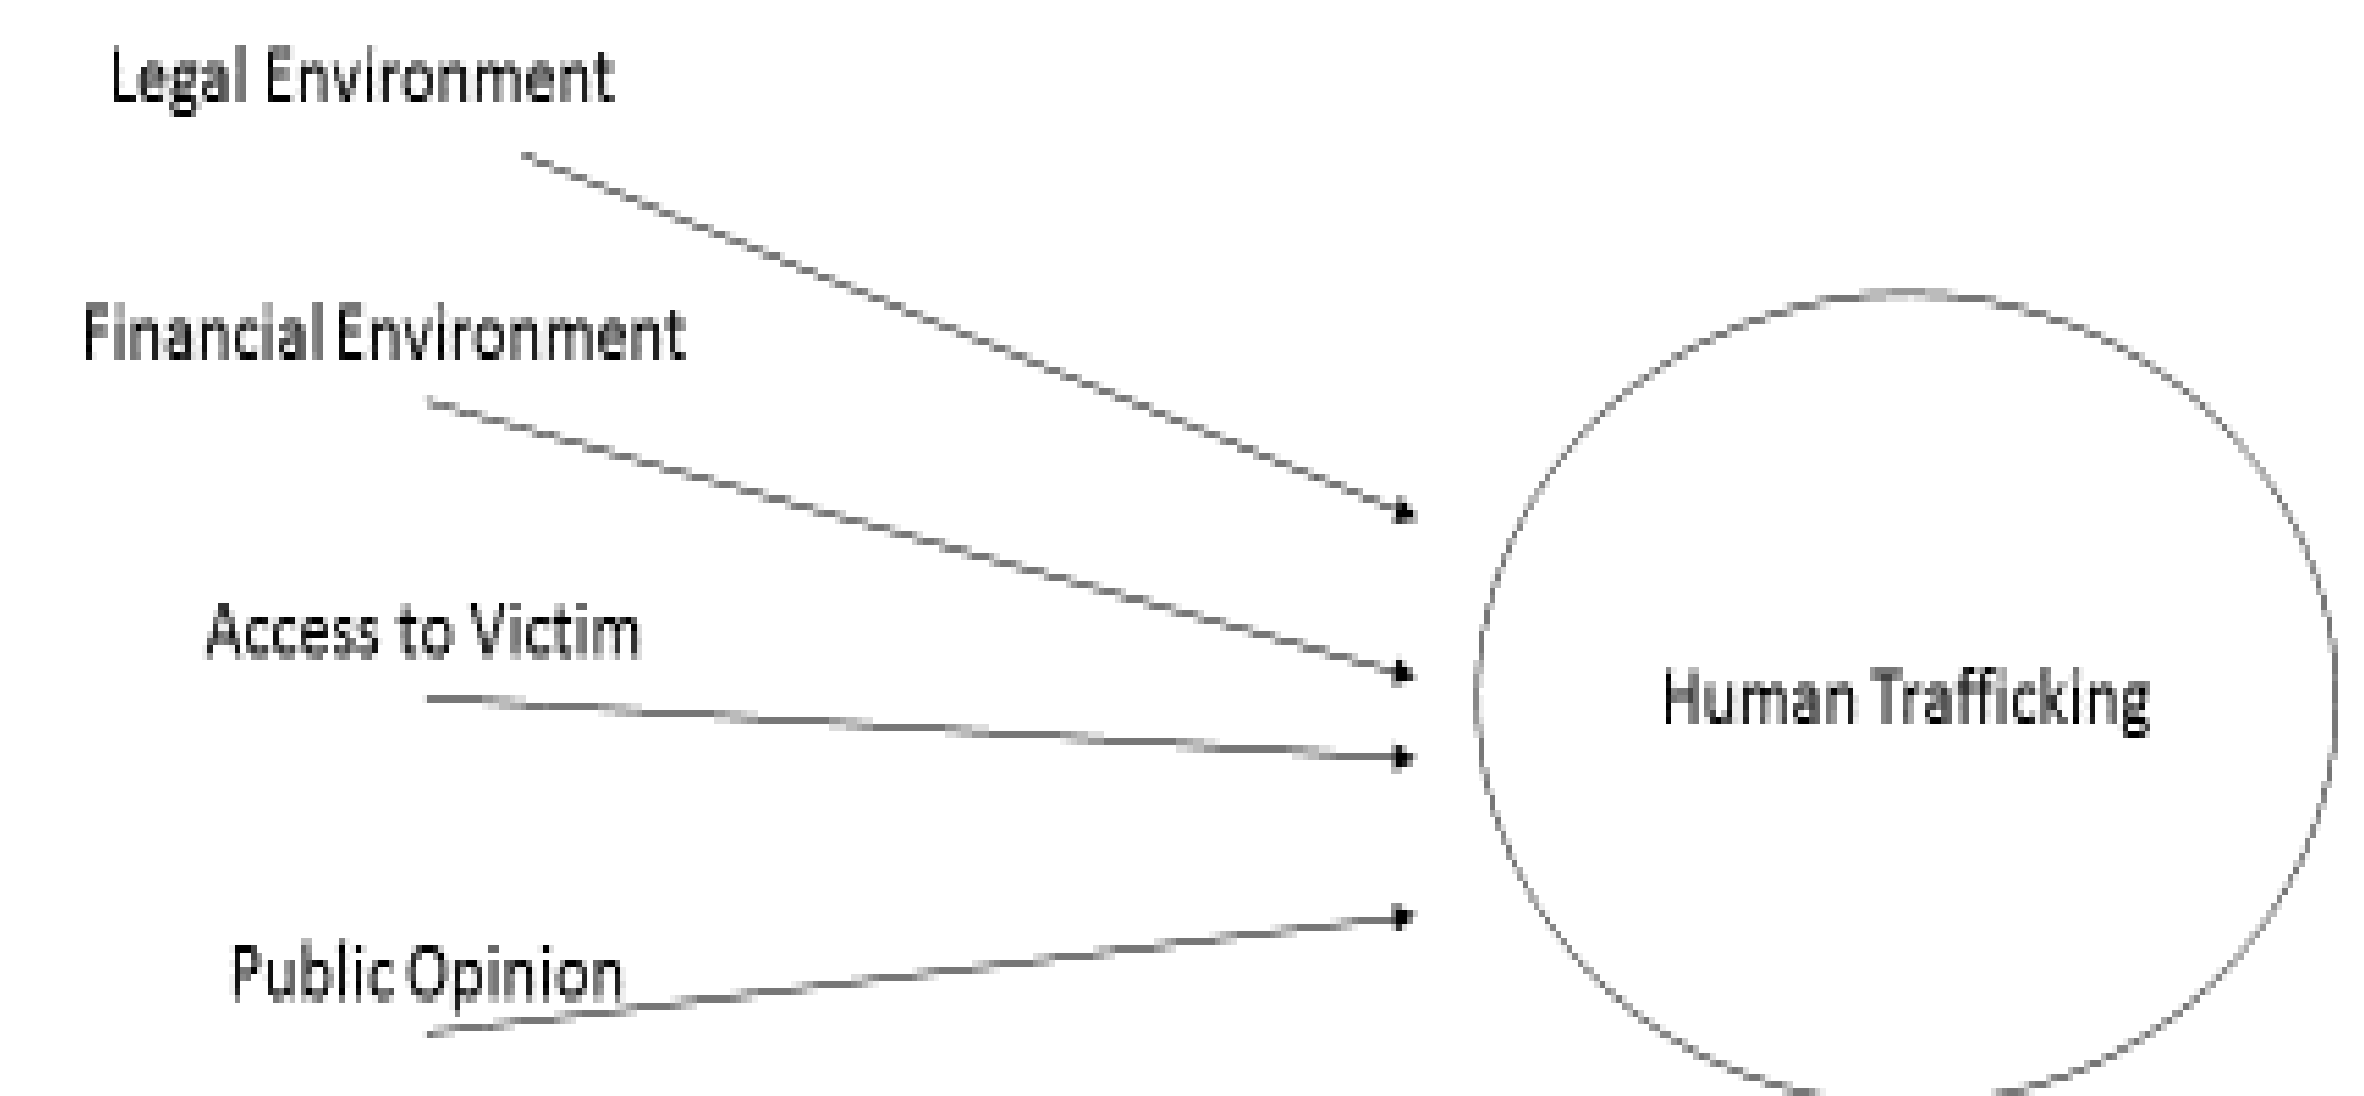 Legal Environment
Financial Environment
Access to Victim
Human Trafficking
Public Opinion